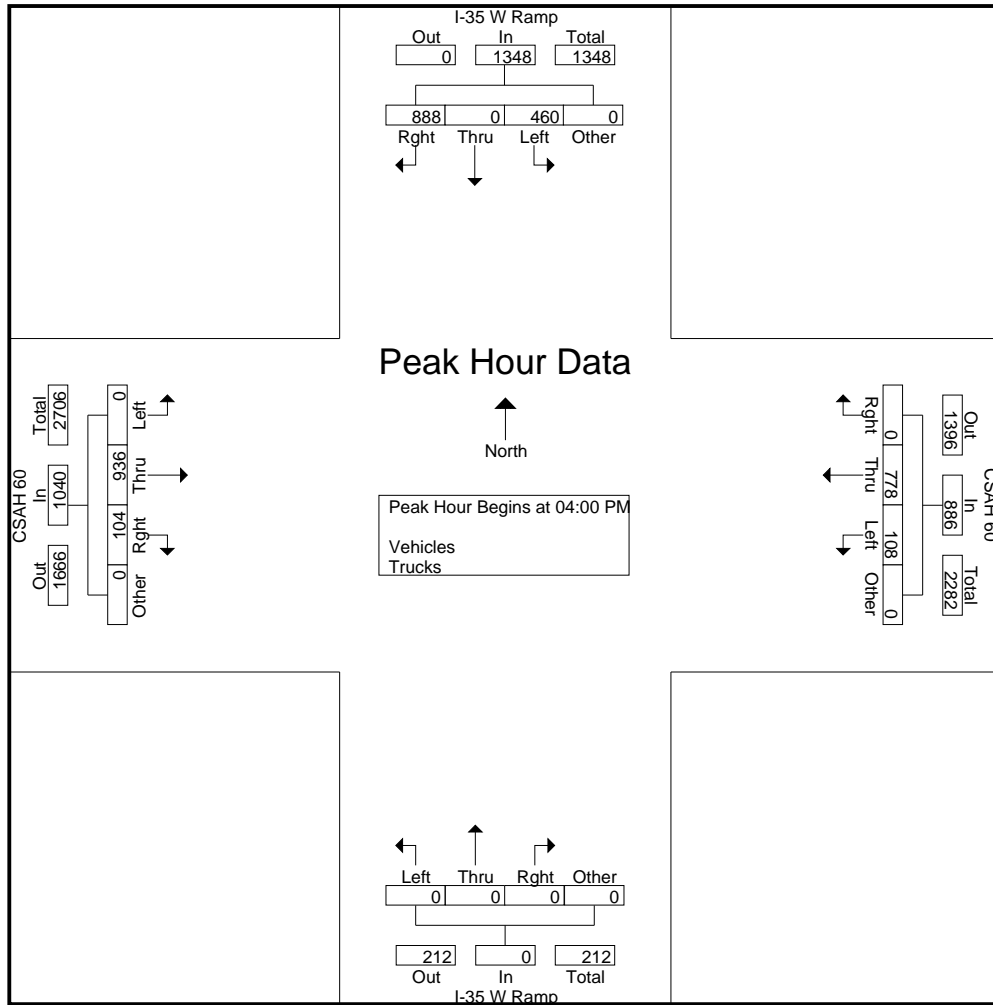 I-35 W Ramp
Out In Total
0 1348 1348
888 0 460 0
Rght Thru Left Other
Peak Hour Data
North
Peak Hour Begins at 04:00 PM
Vehicles
Trucks
CSAH 60
Total In Out
2706 1040 1666
0 936 104 0
Left Thru Rght Other
Rght Thru Left Other
0 778 108 0
Out In Total
1396 886 2282
CSAH 60
Left Thru Rght Other
0 0 0 0
212 0 212
Out In Total
I-35 W Ramp